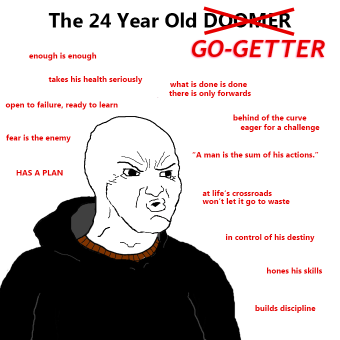 The 24 Year Old DOOMER
GO-GETTER
enough is enough
takes his health seriously
what is done is done
there is only forwards
open to failure, ready to learn
behind of the curve
eager for a challenge
fear is the enemy
"A man is the sum of his actions."
HAS A PLAN
at life's crossroads
won't let it go to waste
in control of his destiny
hones his skills
builds discipline